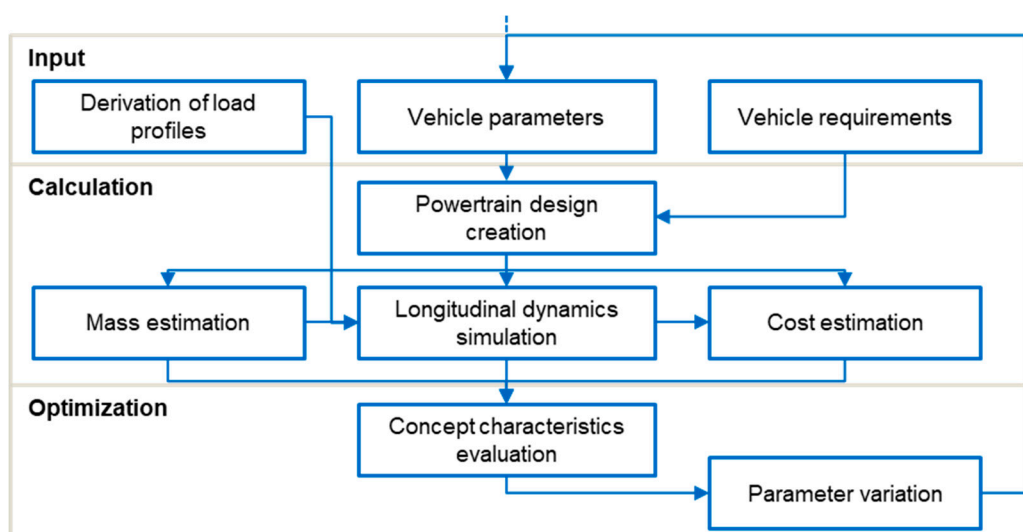 Input
Derivation of load
profiles
Vehicle parameters
Vehicle requirements
Calculation
Powertrain design
creation
Mass estimation
Longitudinal dynamics
simulation
Cost estimation
Optimization
Concept characteristics
evaluation
Parameter variation